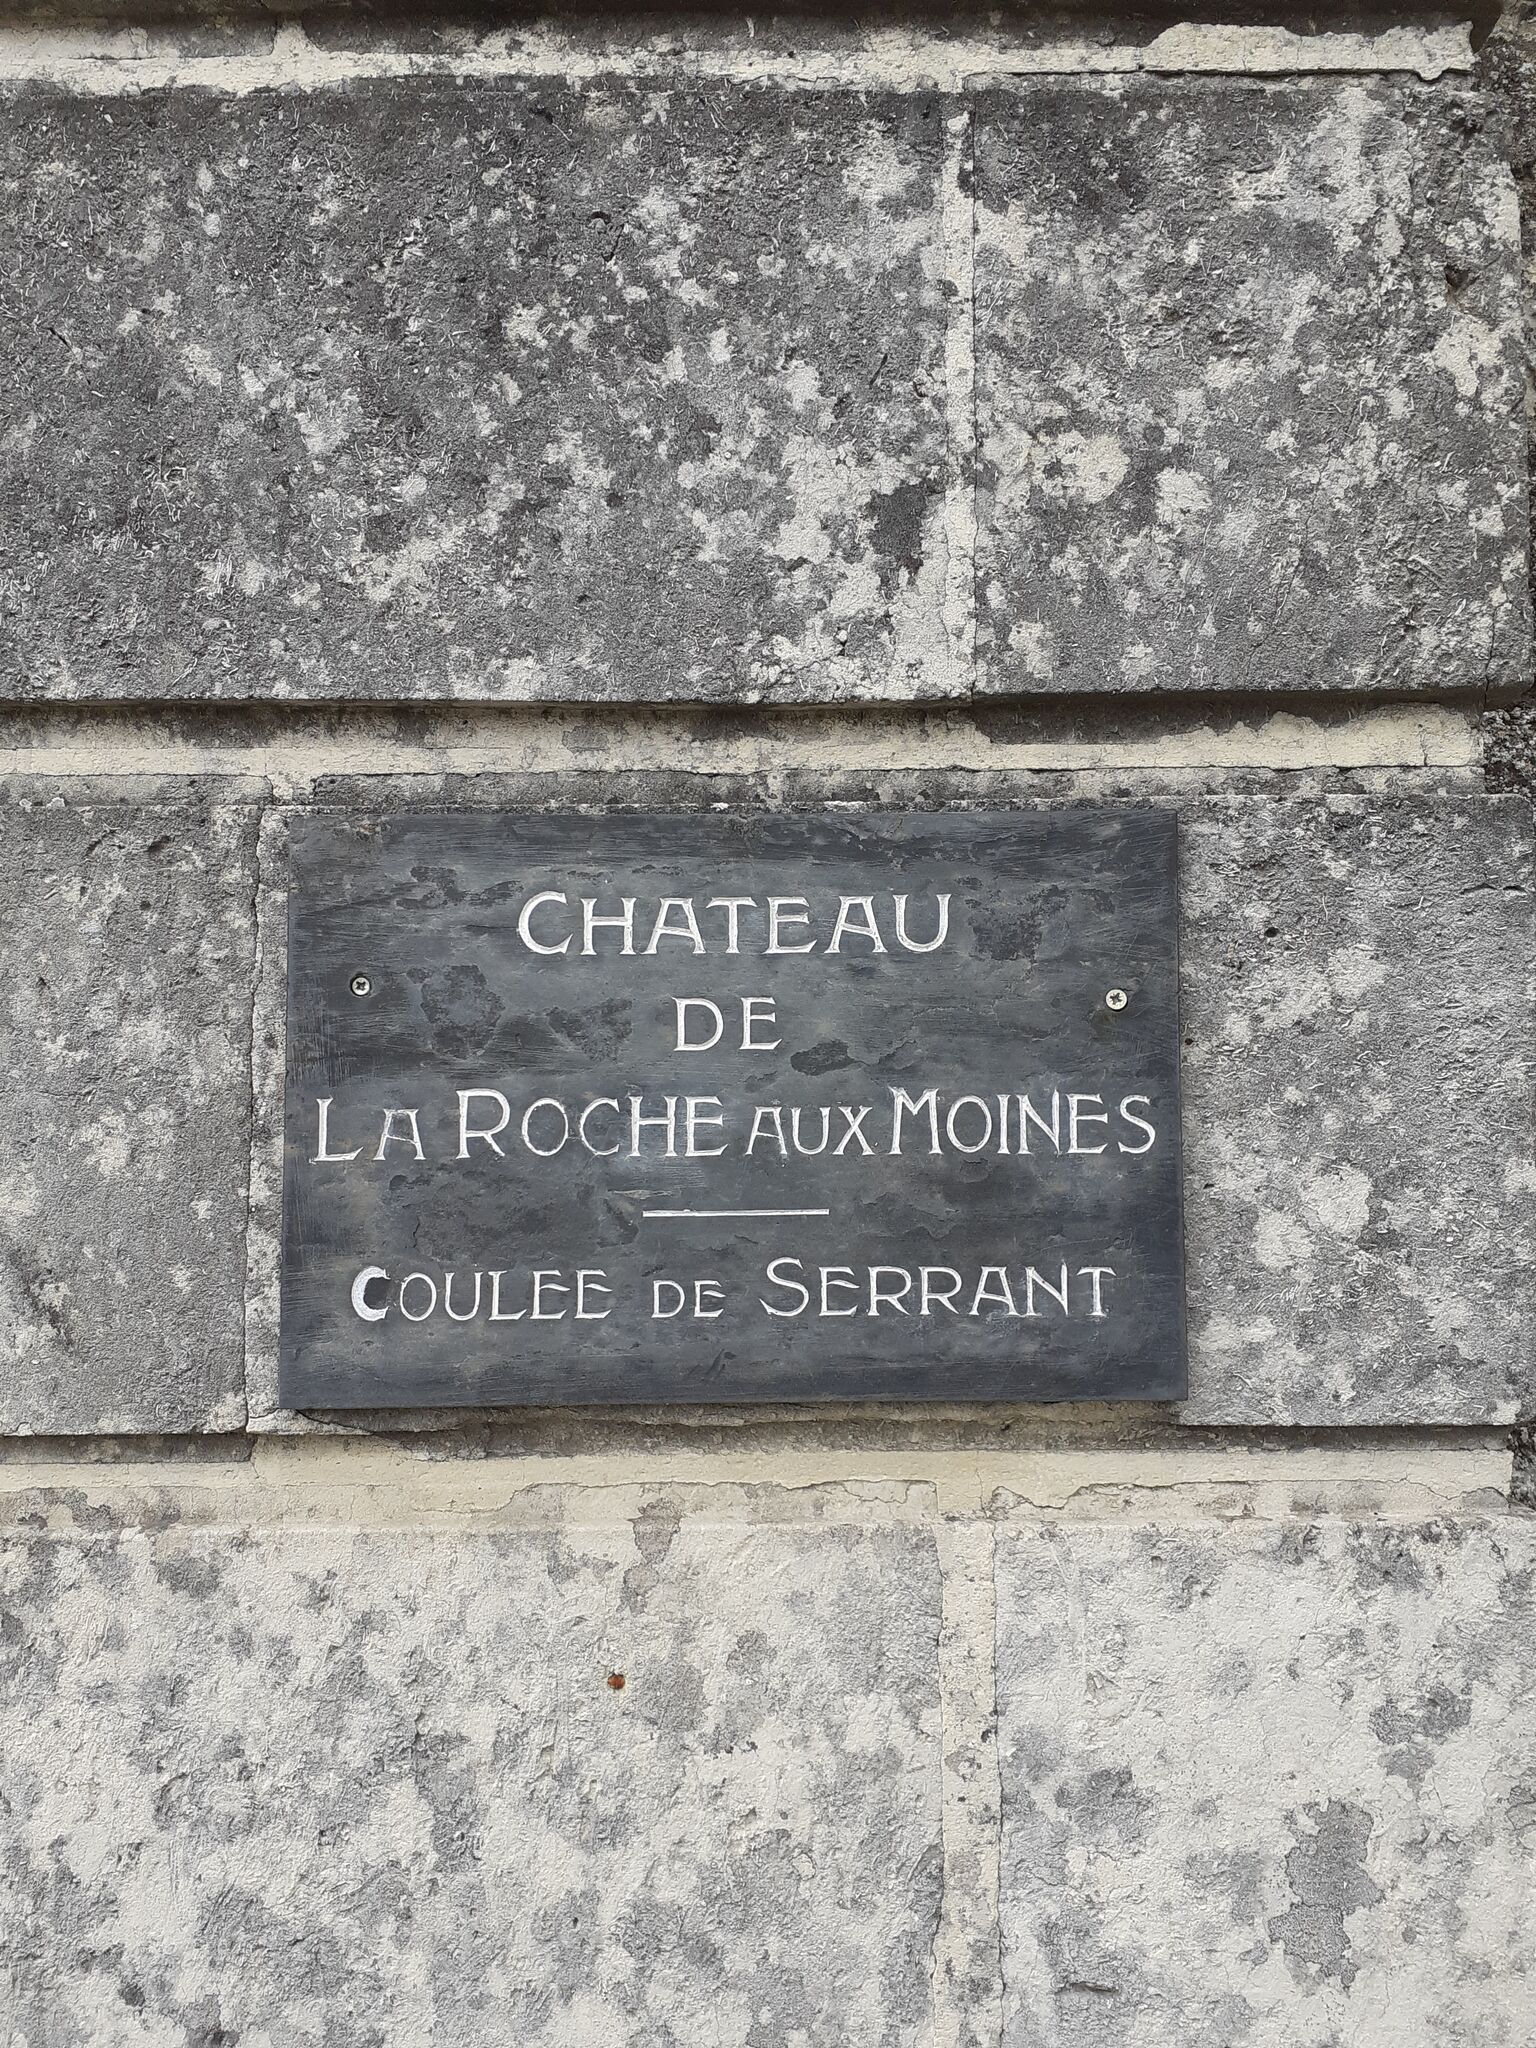 CHATEAU
DE
LA ROCHE AUX MOINES
COULEE DE SERRANT